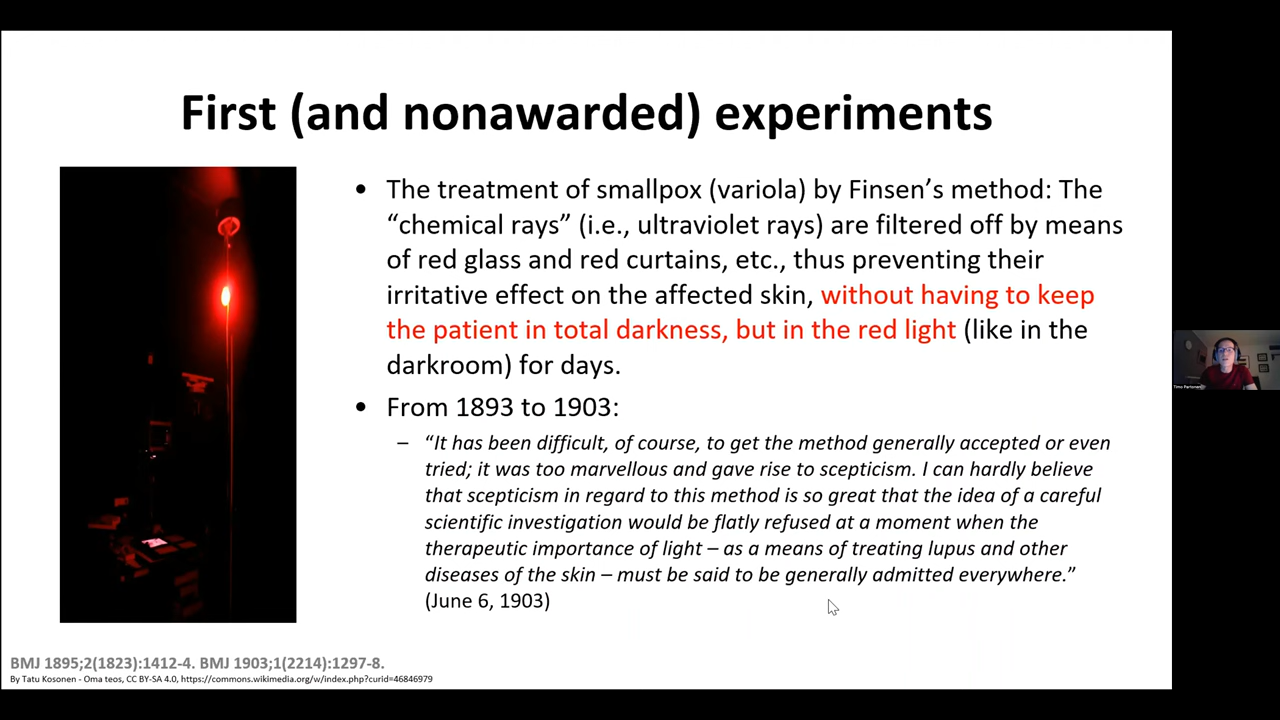 First (and nonawarded) experiments
• The treatment of smallpox (variola) by Finsen’s method: The
“chemical rays” (i.e., ultraviolet rays) are filtered off by means
of red glass and red curtains, etc., thus preventing their
irritative effect on the affected skin, without having to keep
the patient in total darkness, but in the red light (like in the
darkroom) for days.
• From 1893 to 1903:
– “It has been difficult, of course, to get the method generally accepted or even
tried; it was too marvellous and gave rise to scepticism. I can hardly believe
that scepticism in regard to this method is so great that the idea of a careful
scientific investigation would be flatly refused at a moment when the
therapeutic importance of light – as a means of treating lupus and other
diseases of the skin – must be said to be generally admitted everywhere.”
(June 6, 1903)
BMJ 1895;2(1823):1412-4. BMJ 1903;1(2214):1297-8.
By Tatu Kosonen - Oma teos, CC BY-SA 4.0, https://commons.wikimedia.org/w/index.php?curid=46846979
Timo Partonen